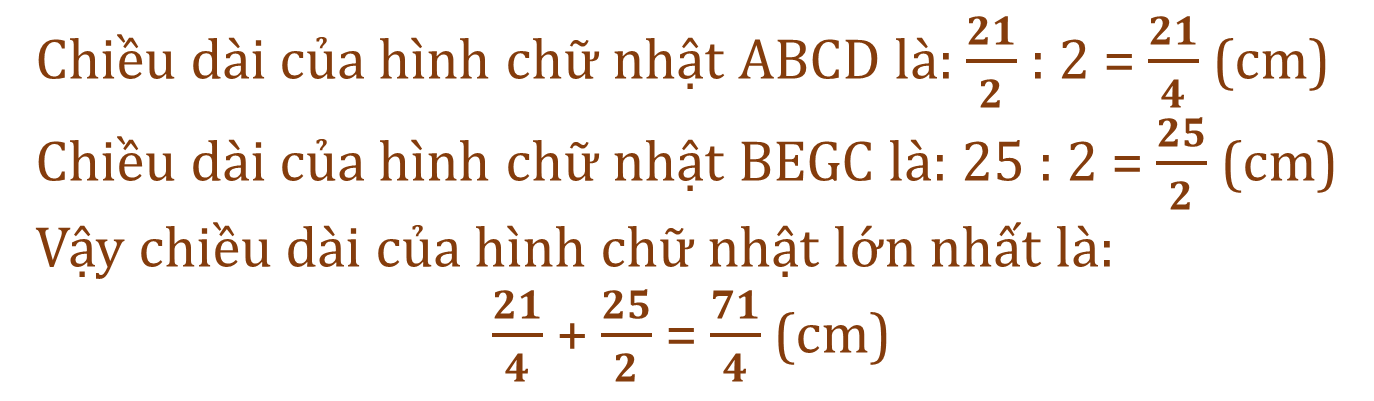 Chiều dài của hình chữ nhật ABCD là: 21/2 : 2 = 21/4 (cm)
Chiều dài của hình chữ nhật BEGC là: 25 : 2 = 25/2 (cm)
Vậy chiều dài của hình chữ nhật lớn nhất là:
21/4 + 25/2 = 71/4 (cm)